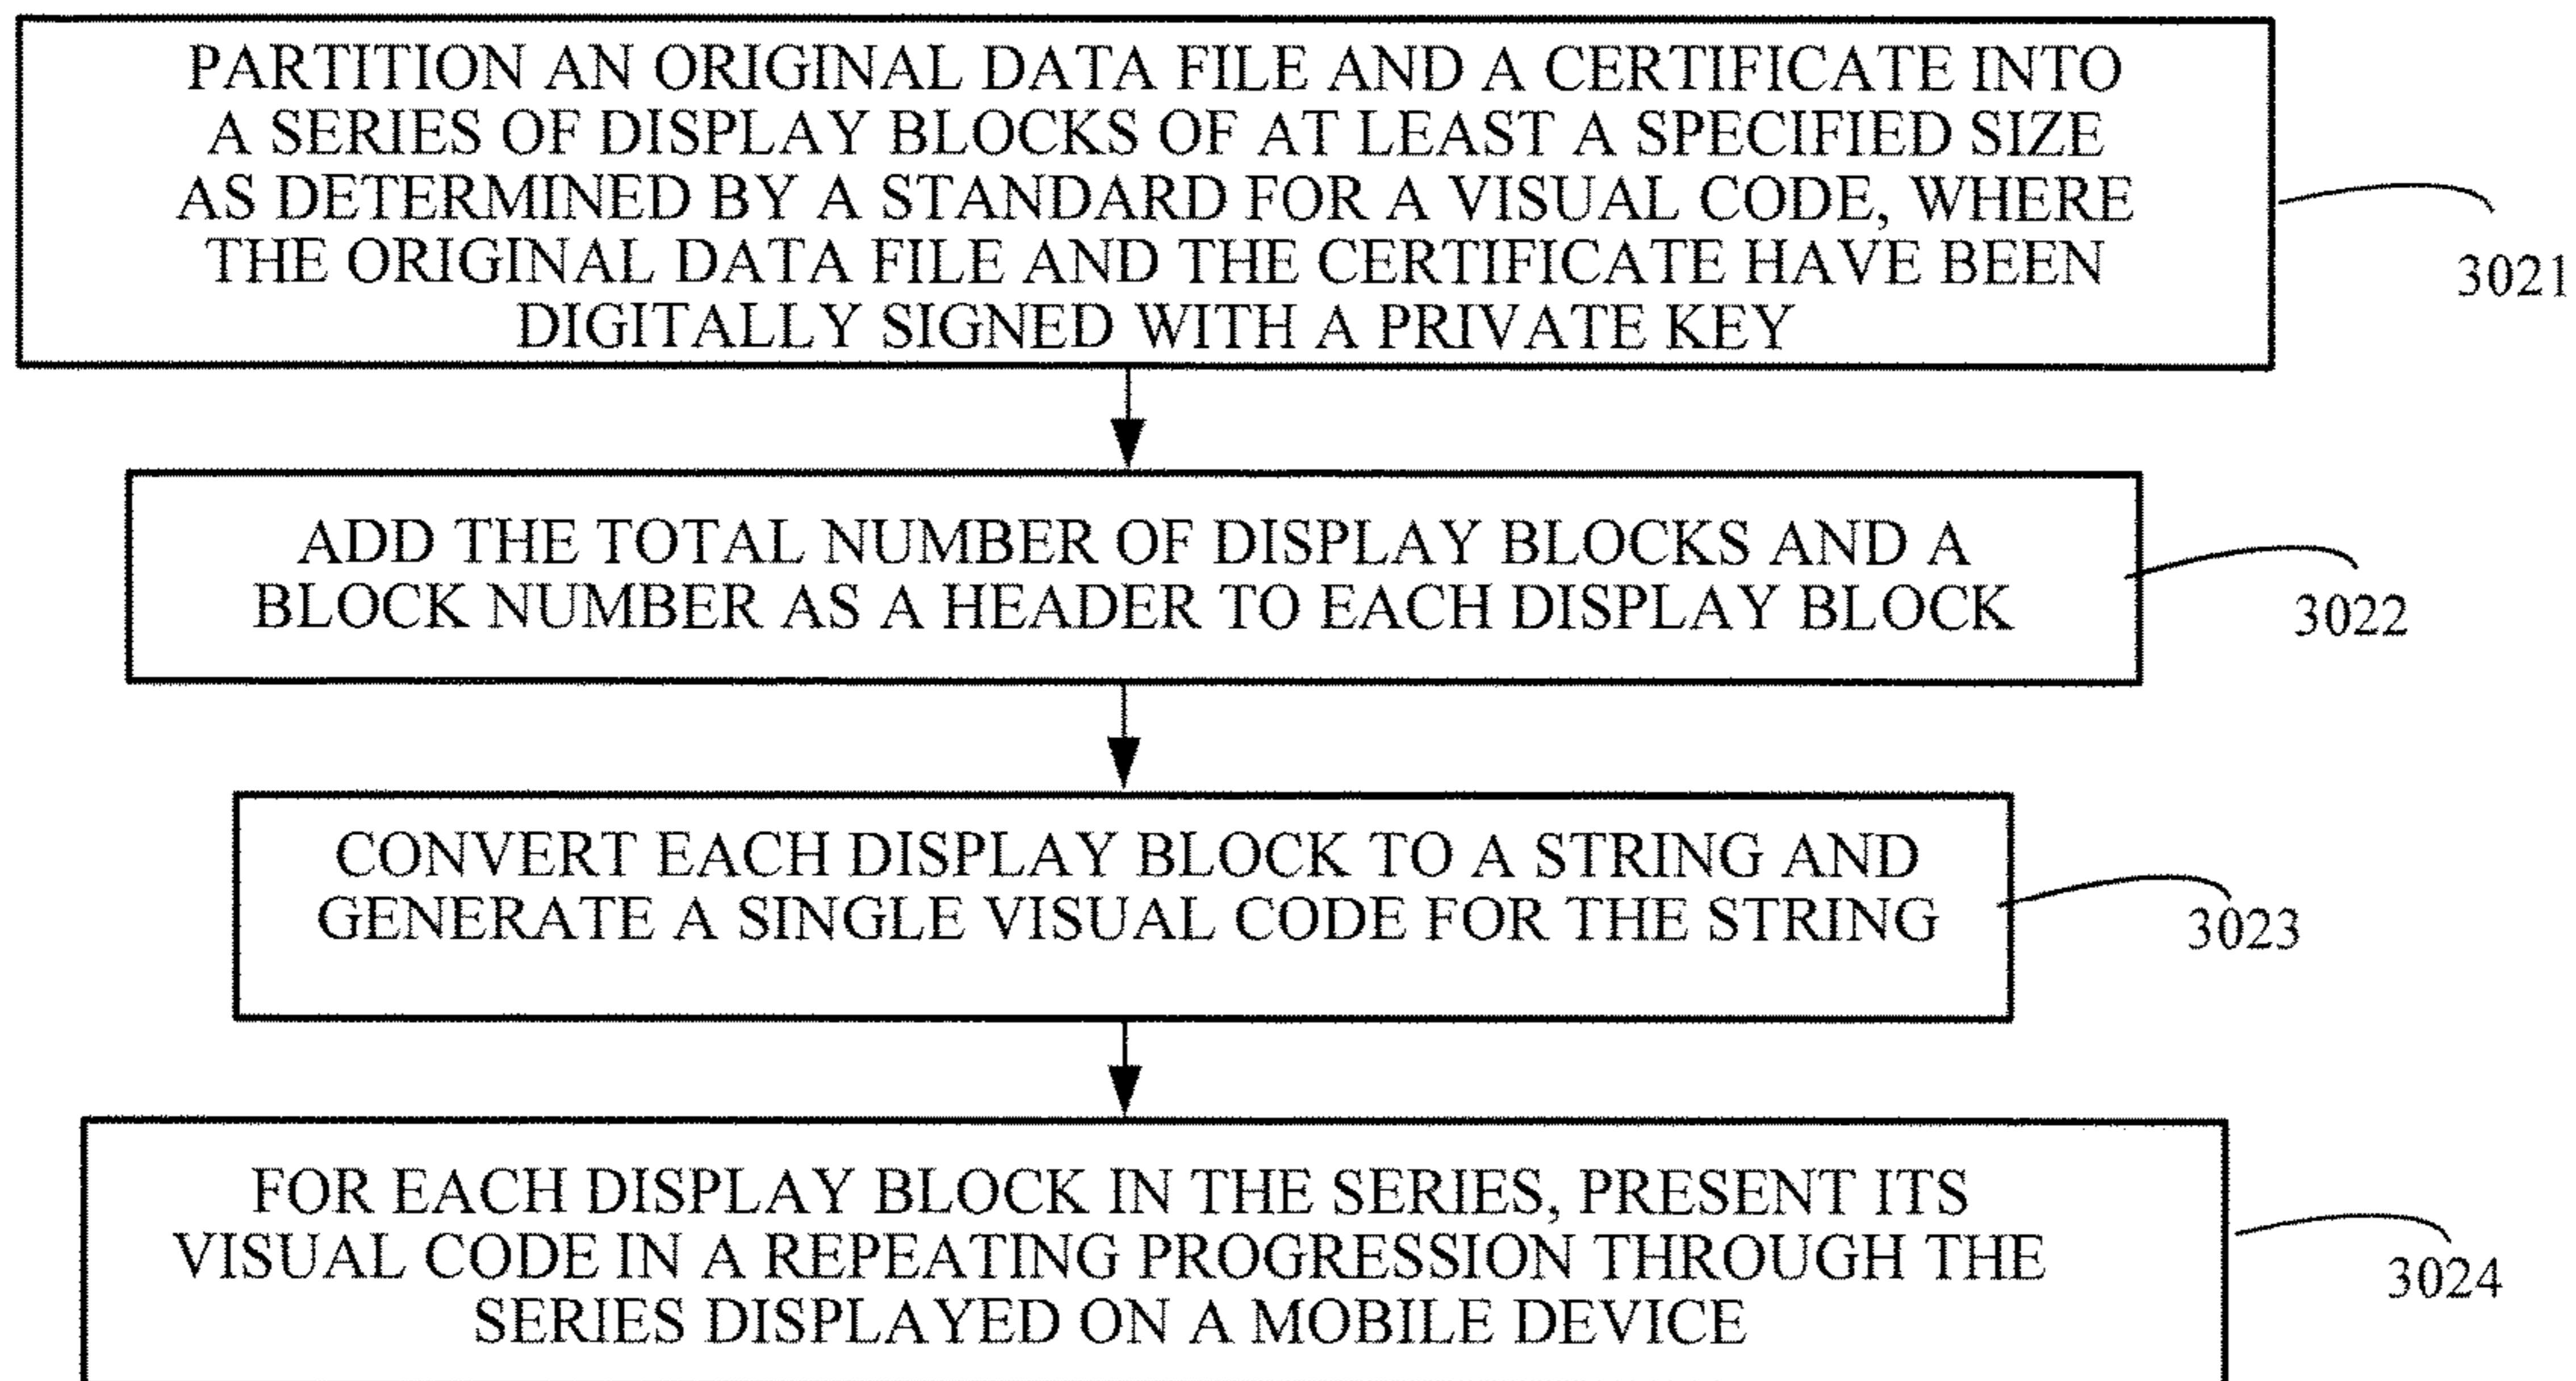 PARTITION AN ORIGINAL DATA FILE AND A CERTIFICATE INTO
A SERIES OF DISPLAY BLOCKS OF AT LEAST A SPECIFIED SIZE
AS DETERMINED BY A STANDARD FOR A VISUAL CODE, WHERE
THE ORIGINAL DATA FILE AND THE CERTIFICATE HAVE BEEN
DIGITALLY SIGNED WITH A PRIVATE KEY
3021
ADD THE TOTAL NUMBER OF DISPLAY BLOCKS AND A
BLOCK NUMBER AS A HEADER TO EACH DISPLAY BLOCK
3022
CONVERT EACH DISPLAY BLOCK TO A STRING AND
GENERATE A SINGLE VISUAL CODE FOR THE STRING
3023
FOR EACH DISPLAY BLOCK IN THE SERIES, PRESENT ITS
VISUAL CODE IN A REPEATING PROGRESSION THROUGH THE
SERIES DISPLAYED ON A MOBILE DEVICE
3024